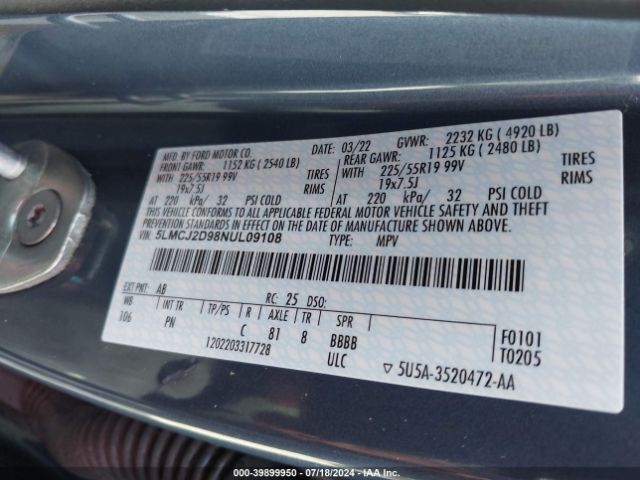 MFD. BY FORD MOTOR CO. DATE: 03/22 GVWR: 2232 KG ( 4920 LB)
FRONT GAWR: 1152 KG ( 2540 LB) REAR GAWR: 1125 KG ( 2480 LB)
WITH 225/55R19 99V TIRES WITH 225/55R19 99V TIRES
19x7.5J RIMS 19x7.5J RIMS
AT 220 kPa/ 32 PSI COLD AT 220 kPa/ 32 PSI COLD
THIS VEHICLE CONFORMS TO ALL APPLICABLE FEDERAL MOTOR VEHICLE SAFETY AND THEFT
PREVENTION STANDARDS IN EFFECT ON THE DATE OF MANUFACTURE SHOWN ABOVE.
VIN: 5LMCJ2D98NUL09108 TYPE: MPV
EXT PNT: AB RC: 25 DSO:
WB INT TR TP/PS R AXLE TR SPR
106 PN C 81 8 BBBB
1202203317728 ULC
F0101
T0205
▽ 5U5A-3520472-AA
000-39899950 - 07/18/2024 - IAA Inc.